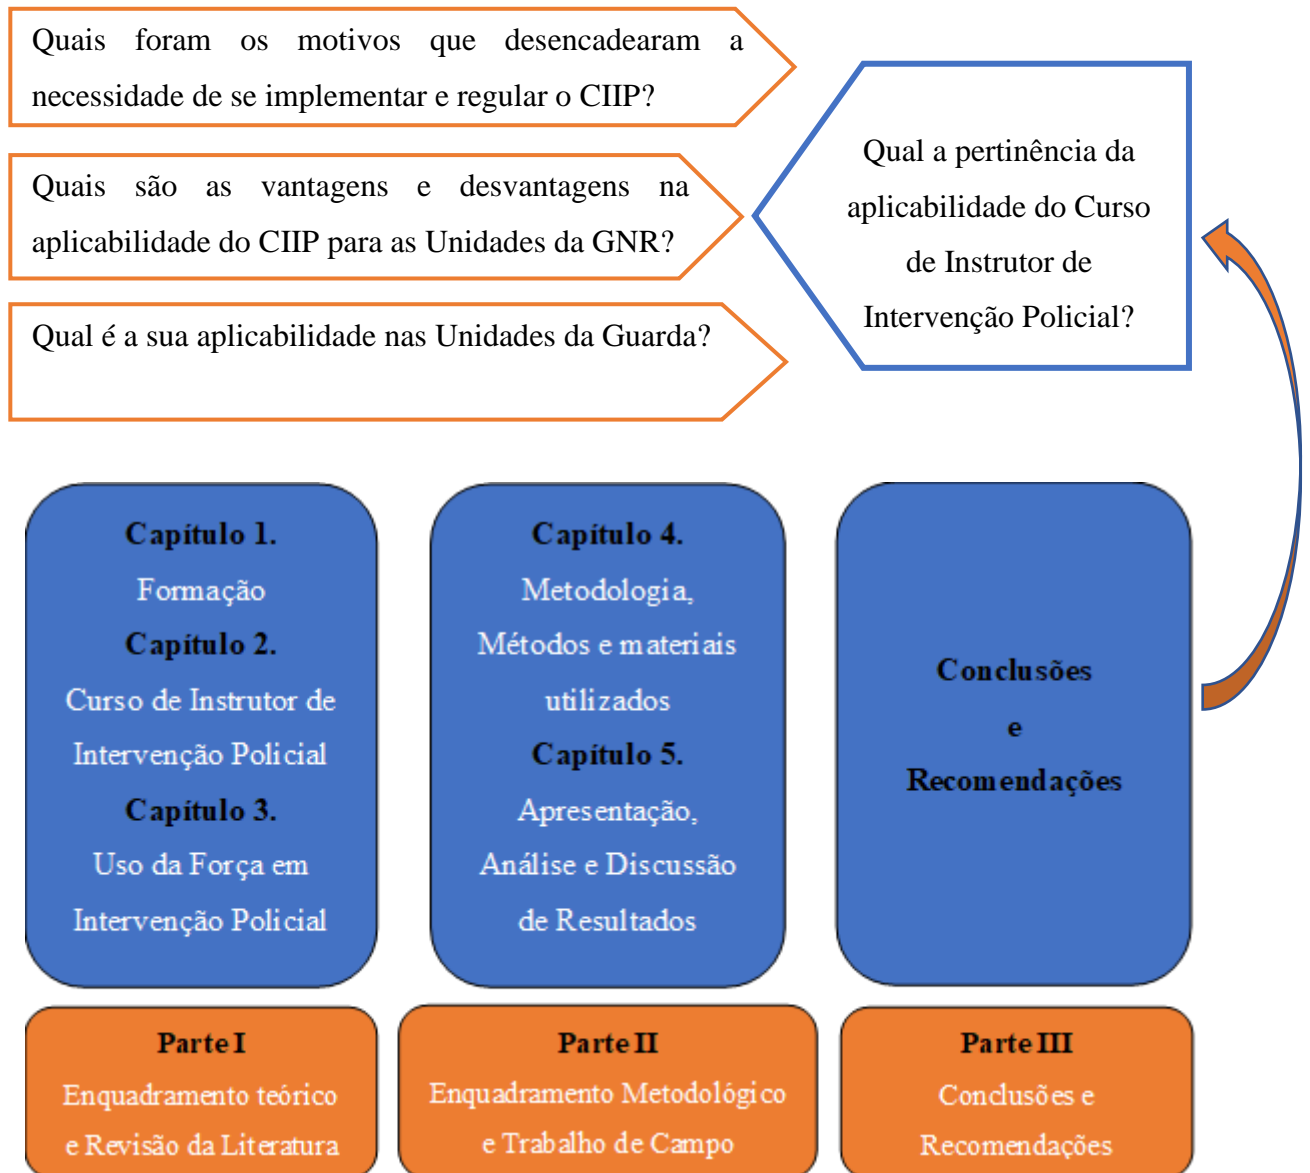 Quais foram os motivos que desencadearam a
necessidade de se implementar e regular o CIIP?
Quais são as vantagens e desvantagens na
aplicabilidade do CIIP para as Unidades da GNR?
Qual é a sua aplicabilidade nas Unidades da Guarda?
Qual a pertinência da
aplicabilidade do Curso
de Instrutor de
Intervenção Policial?
Capítulo 1.
Formação
Capítulo 2.
Curso de Instrutor de
Intervenção Policial
Capítulo 3.
Uso da Força em
Intervenção Policial
Capítulo 4.
Metodologia,
Métodos e materiais
utilizados
Capítulo 5.
Apresentação,
Análise e Discussão
de Resultados
Conclusões
e
Recomendações
Parte I
Enquadramento teórico
e Revisão da Literatura
Parte II
Enquadramento Metodológico
e Trabalho de Campo
Parte III
Conclusões e
Recomendações